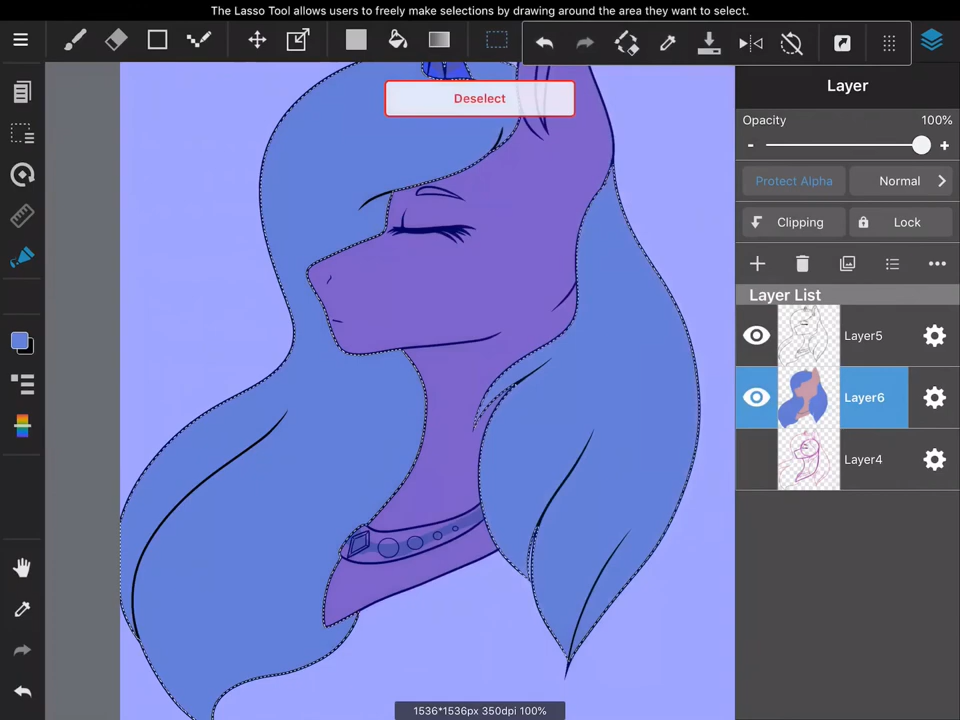 The Lasso Tool allows users to freely make selections by drawing around the area they want to select.
Deselect
Layer
Opacity 100%
- +
Protect Alpha Normal
Clipping Lock
Layer List
Layer5
Layer6
Layer4
1536*1536px 350dpi 100%